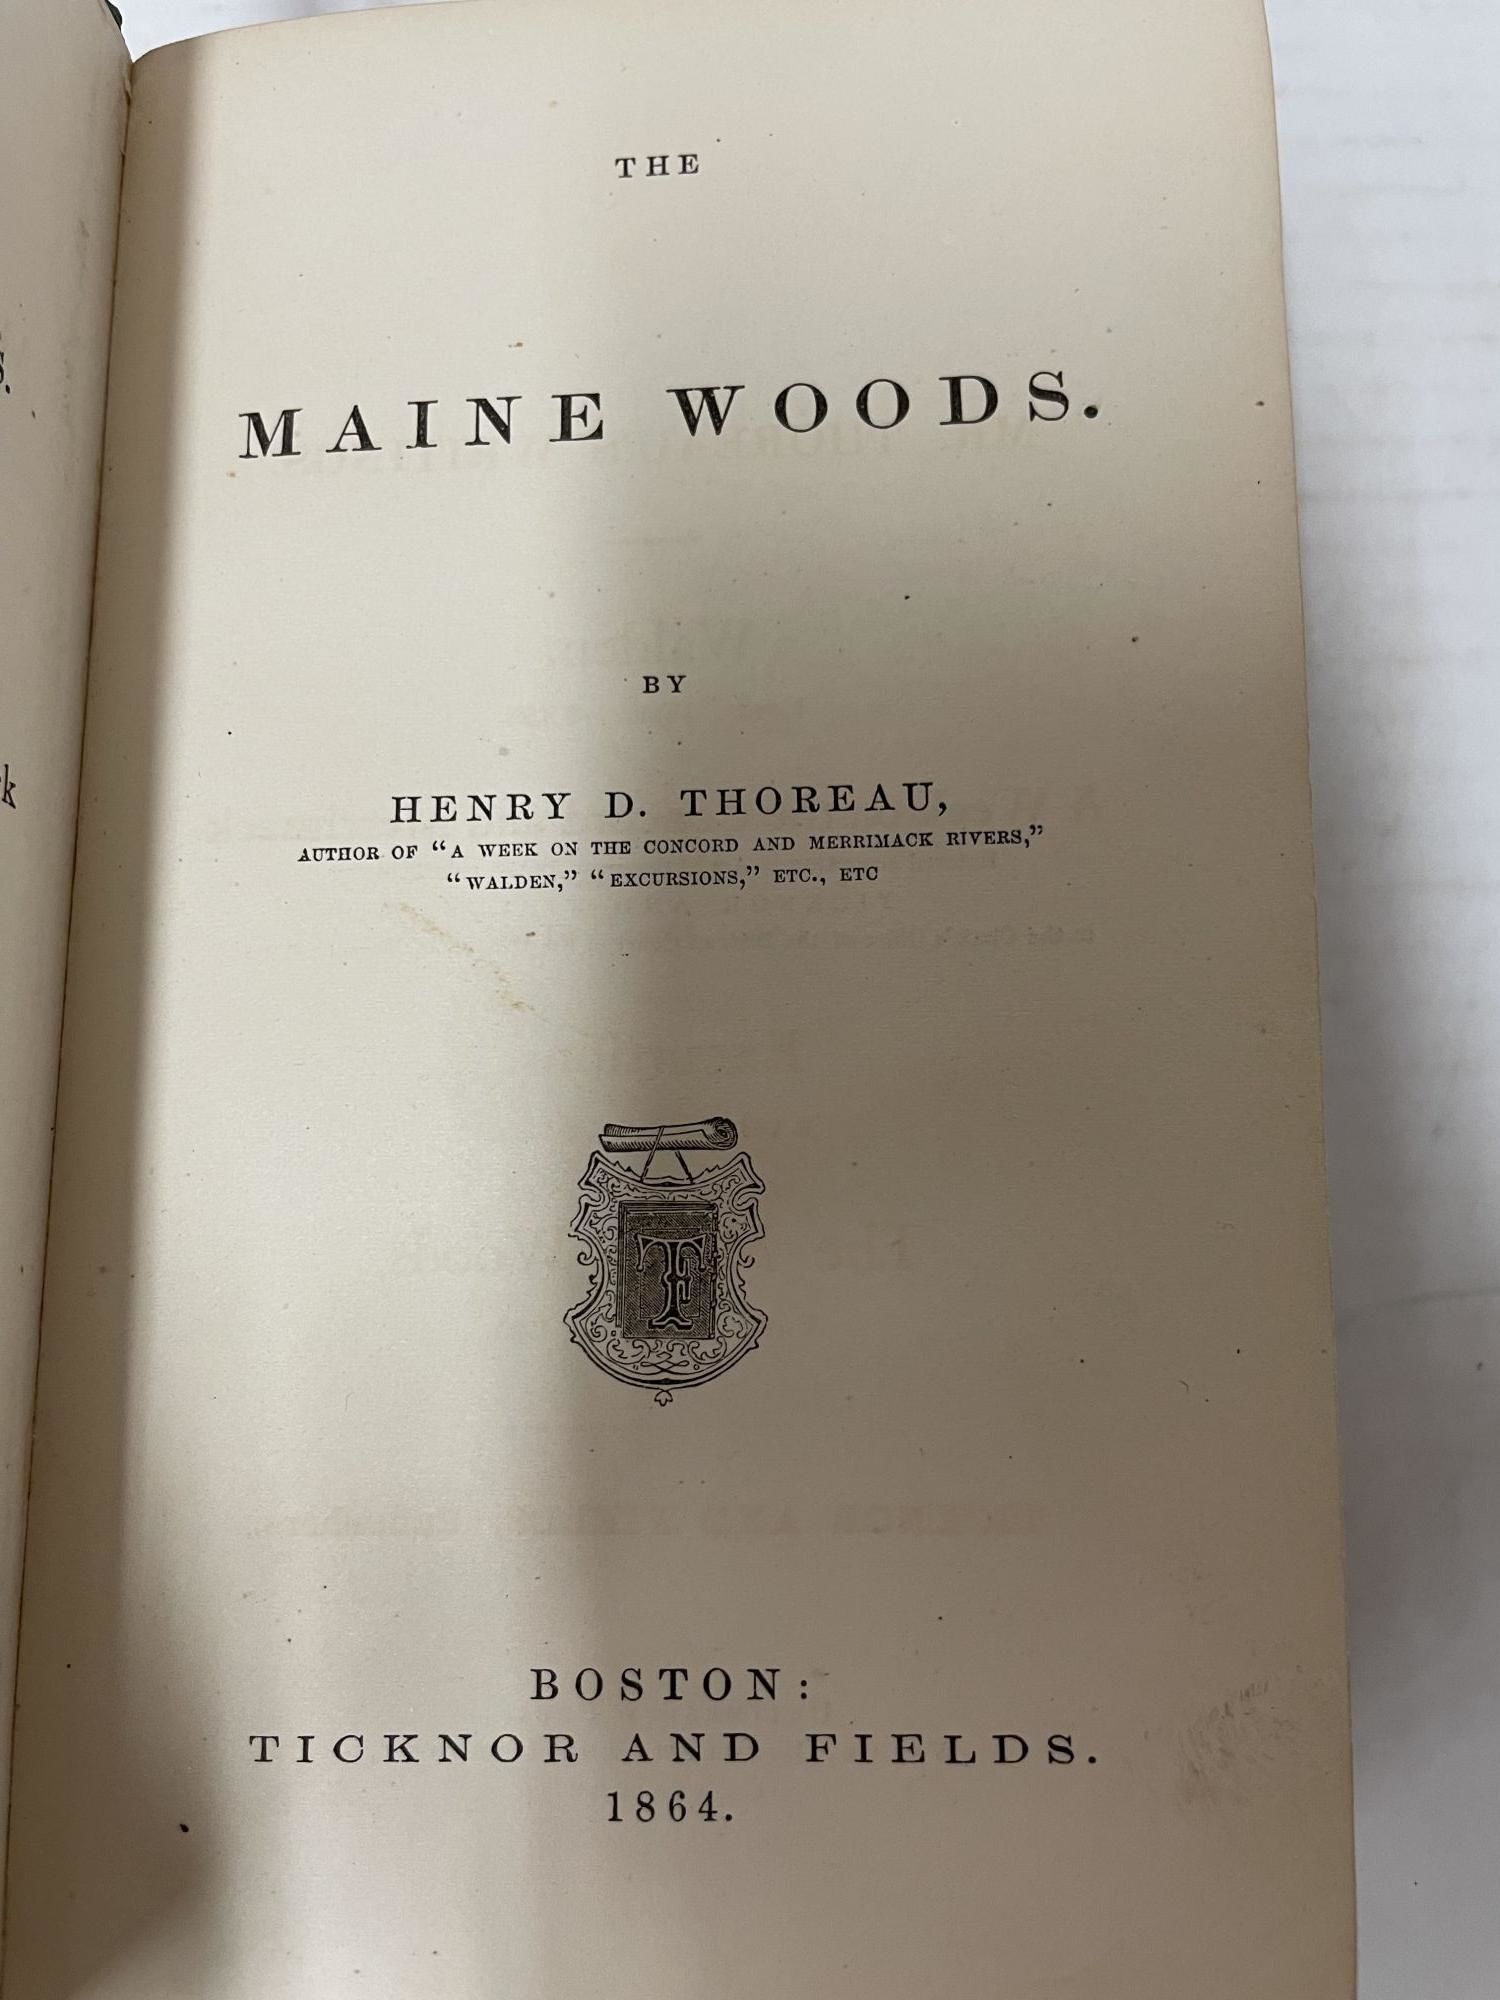 THE
MAINE WOODS.
BY
HENRY D. THOREAU,
AUTHOR OF “A WEEK ON THE CONCORD AND MERRIMACK RIVERS,”
“WALDEN,” “EXCURSIONS,” ETC., ETC
TF
BOSTON:
TICKNOR AND FIELDS.
1864.